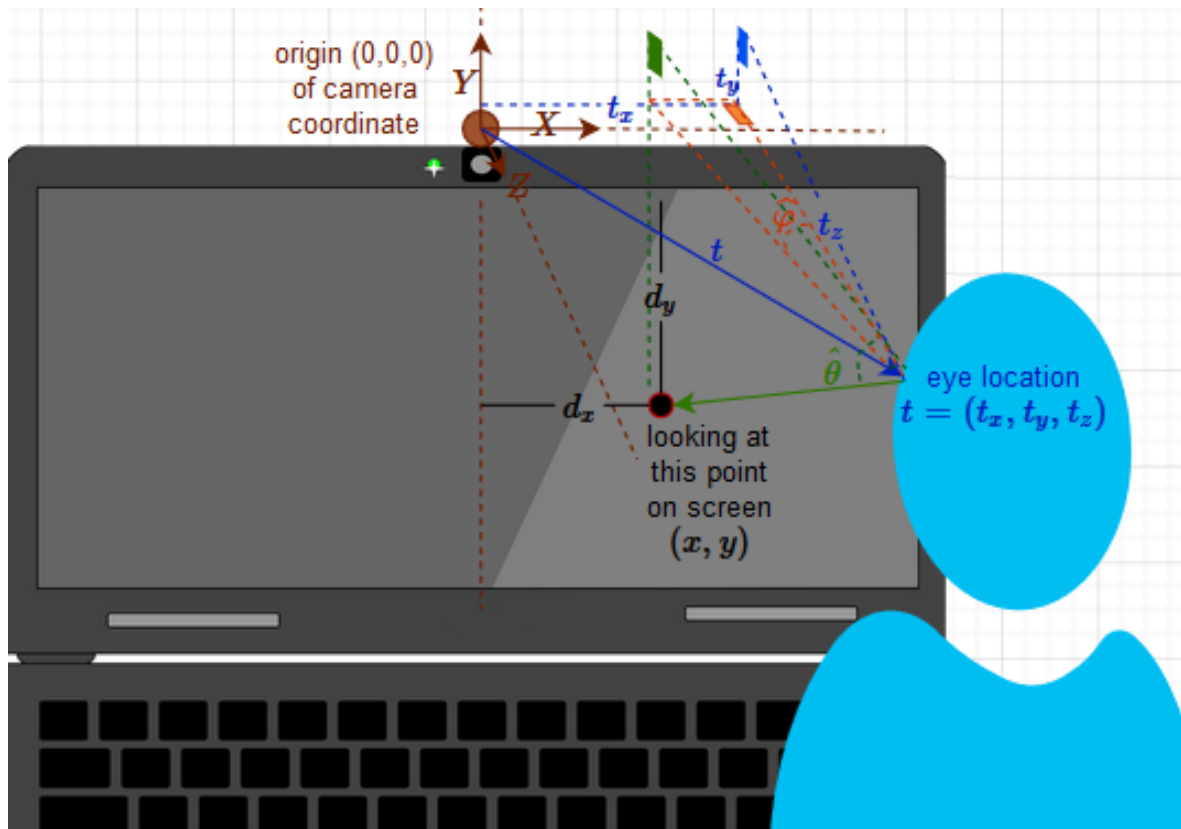 origin (0,0,0)
of camera
coordinate
Y
X
Z
t_x
t_y
φ
t_z
t
d_y
d_x
θ̂
eye location
t = (t_x, t_y, t_z)
looking at
this point
on screen
(x, y)